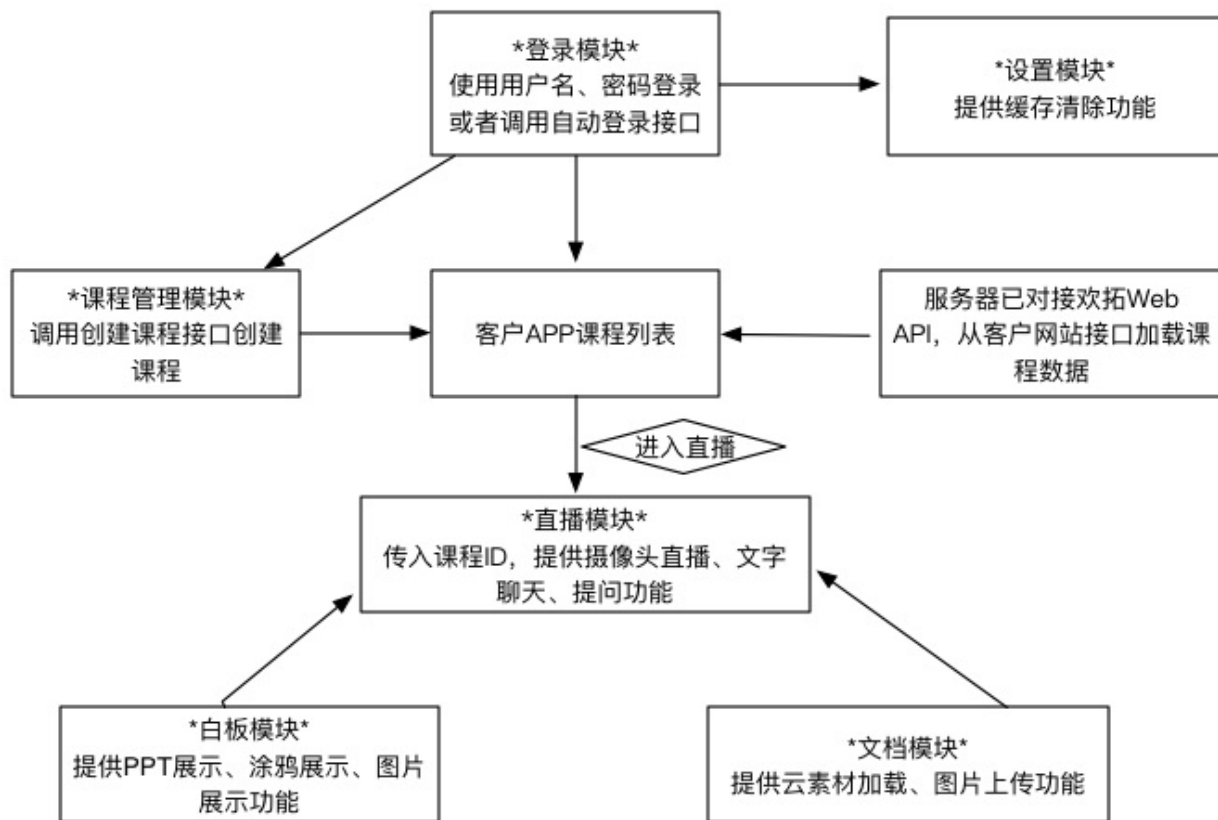 *登录模块*
使用用户名、密码登录
或者调用自动登录接口
*设置模块*
提供缓存清除功能
*课程管理模块*
调用创建课程接口创建
课程
客户APP课程列表
服务器已对接欢拓Web
API，从客户网站接口加载课
程数据
进入直播
*直播模块*
传入课程ID，提供摄像头直播、文字
聊天、提问功能
*白板模块*
提供PPT展示、涂鸦展示、图片
展示功能
*文档模块*
提供云素材加载、图片上传功能